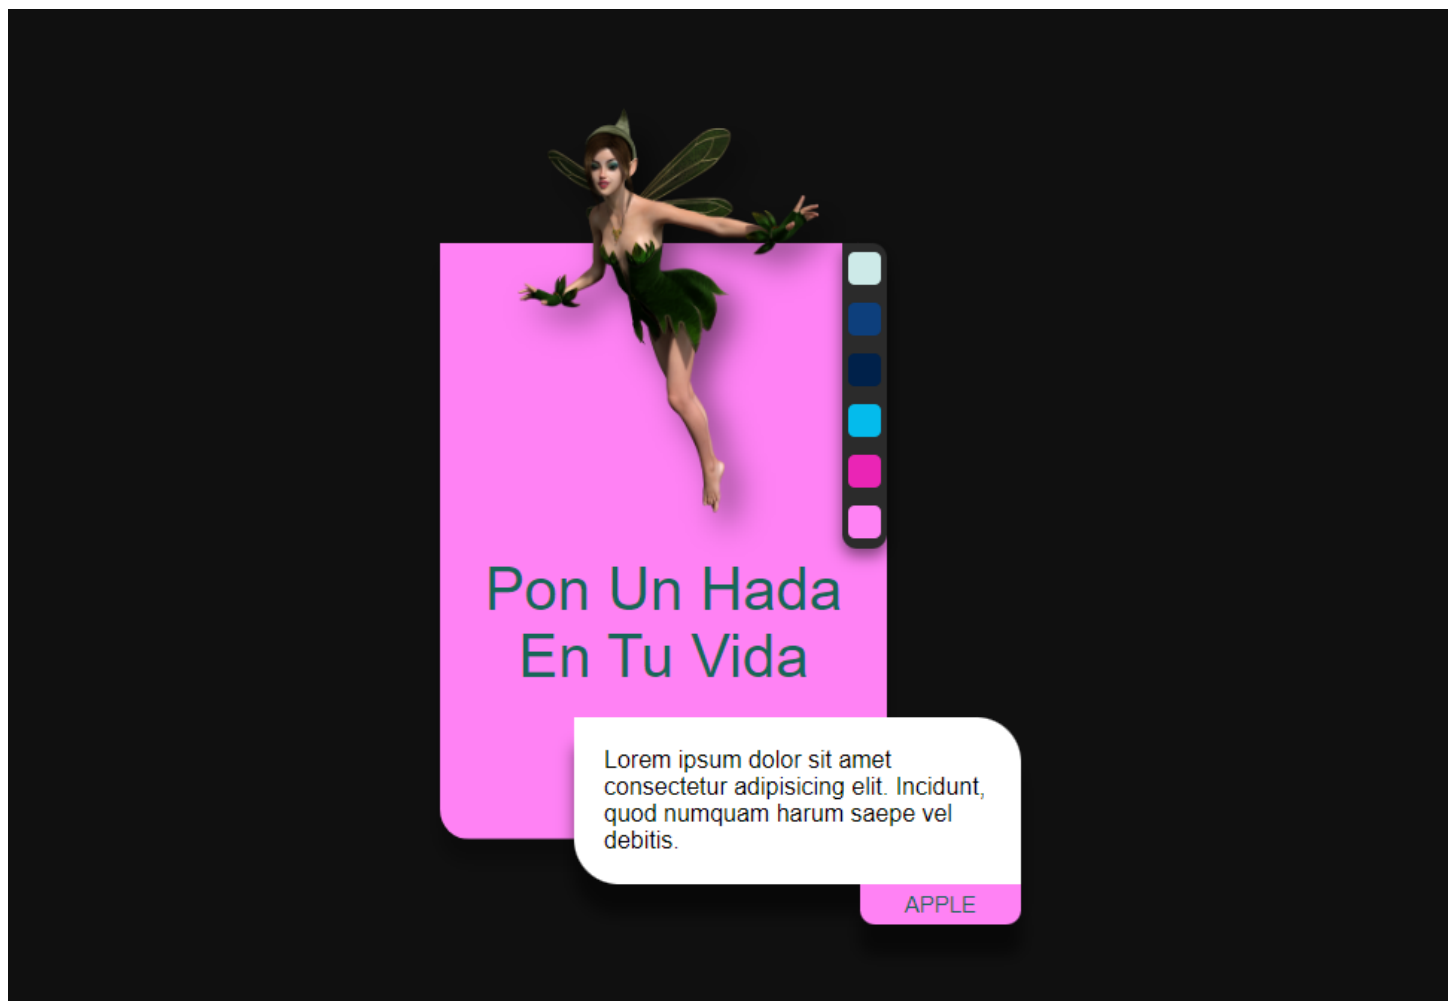 Pon Un Hada
En Tu Vida
Lorem ipsum dolor sit amet
consectetur adipisicing elit. Incidunt,
quod numquam harum saepe vel
debitis.
APPLE